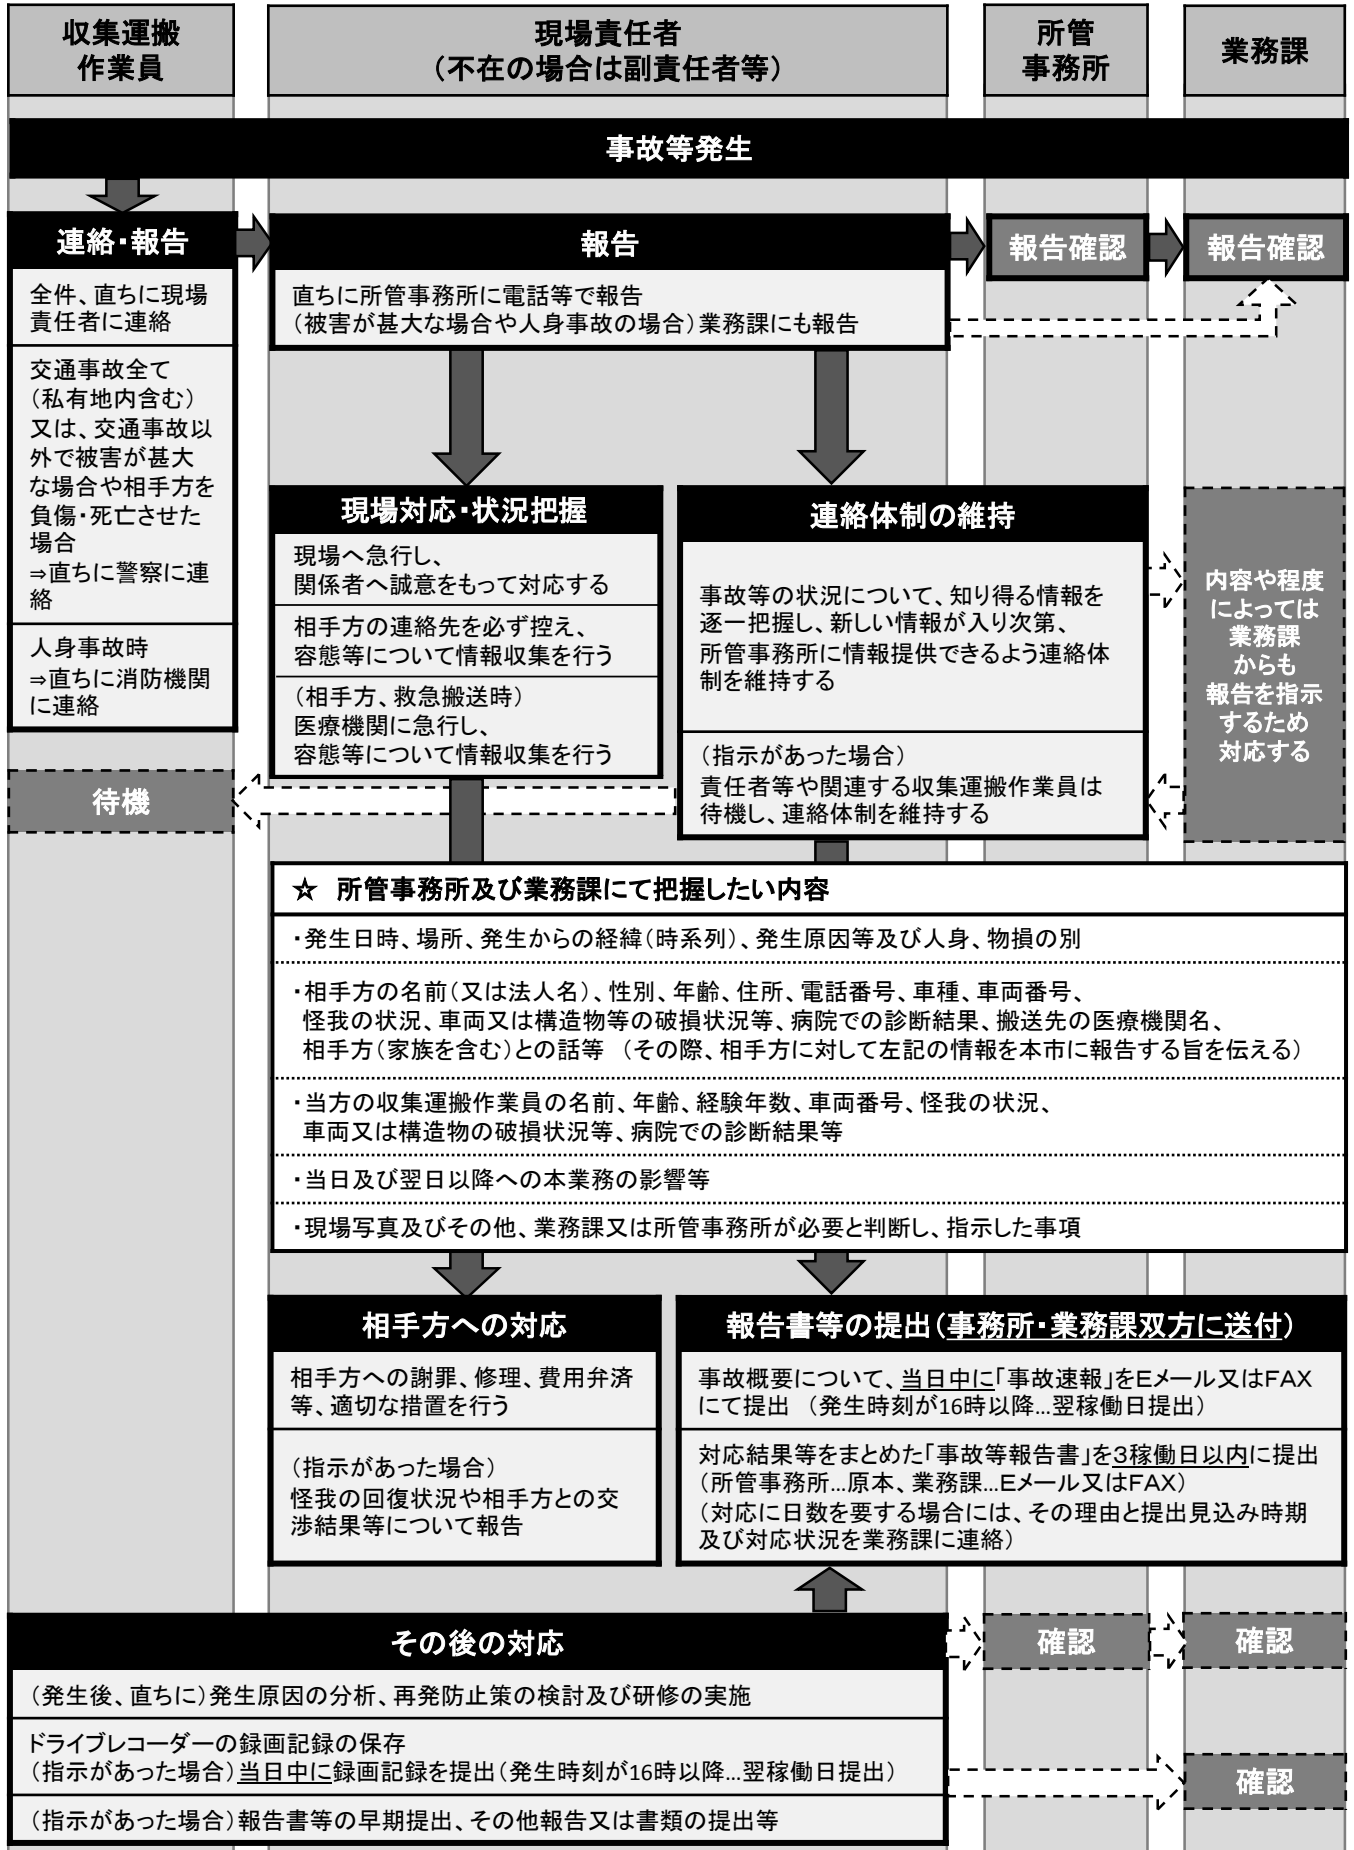 収集運搬
作業員
現場責任者
（不在の場合は副責任者等）
所管
事務所
業務課
事故等発生
連絡・報告
全件、直ちに現場
責任者に連絡
交通事故全て
（私有地内含む）
又は、交通事故以
外で被害が甚大
な場合や相手方を
負傷・死亡させた
場合
⇒直ちに警察に連
絡
人身事故時
⇒直ちに消防機関
に連絡
待機
報告
直ちに所管事務所に電話等で報告
（被害が甚大な場合や人身事故の場合）業務課にも報告
報告確認
報告確認
現場対応・状況把握
現場へ急行し、
関係者へ誠意をもって対応する
相手方の連絡先を必ず控え、
容態等について情報収集を行う
（相手方、救急搬送時）
医療機関に急行し、
容態等について情報収集を行う
連絡体制の維持
事故等の状況について、知り得る情報を
逐一把握し、新しい情報が入り次第、
所管事務所に情報提供できるよう連絡体
制を維持する
（指示があった場合）
責任者等や関連する収集運搬作業員は
待機し、連絡体制を維持する
内容や程度
によっては
業務課
からも
報告を指示
するため
対応する
☆　所管事務所及び業務課にて把握したい内容
・発生日時、場所、発生からの経緯（時系列）、発生原因等及び人身、物損の別
・相手方の名前（又は法人名）、性別、年齢、住所、電話番号、車種、車両番号、
怪我の状況、車両又は構造物等の破損状況等、病院での診断結果、搬送先の医療機関名、
相手方（家族を含む）との話等　（その際、相手方に対して左記の情報を本市に報告する旨を伝える）
・当方の収集運搬作業員の名前、年齢、経験年数、車両番号、怪我の状況、
車両又は構造物の破損状況等、病院での診断結果等
・当日及び翌日以降への本業務の影響等
・現場写真及びその他、業務課又は所管事務所が必要と判断し、指示した事項
相手方への対応
相手方への謝罪、修理、費用弁済
等、適切な措置を行う
（指示があった場合）
怪我の回復状況や相手方との交
渉結果等について報告
報告書等の提出（事務所・業務課双方に送付）
事故概要について、当日中に「事故速報」をEメール又はFAX
にて提出　（発生時刻が16時以降…翌稼働日提出）
対応結果等をまとめた「事故等報告書」を3稼働日以内に提出
（所管事務所…原本、業務課…Eメール又はFAX）
（対応に日数を要する場合には、その理由と提出見込み時期
及び対応状況を業務課に連絡）
その後の対応
確認
確認
（発生後、直ちに）発生原因の分析、再発防止策の検討及び研修の実施
ドライブレコーダーの録画記録の保存
（指示があった場合）当日中に録画記録を提出（発生時刻が16時以降…翌稼働日提出）
確認
（指示があった場合）報告書等の早期提出、その他報告又は書類の提出等